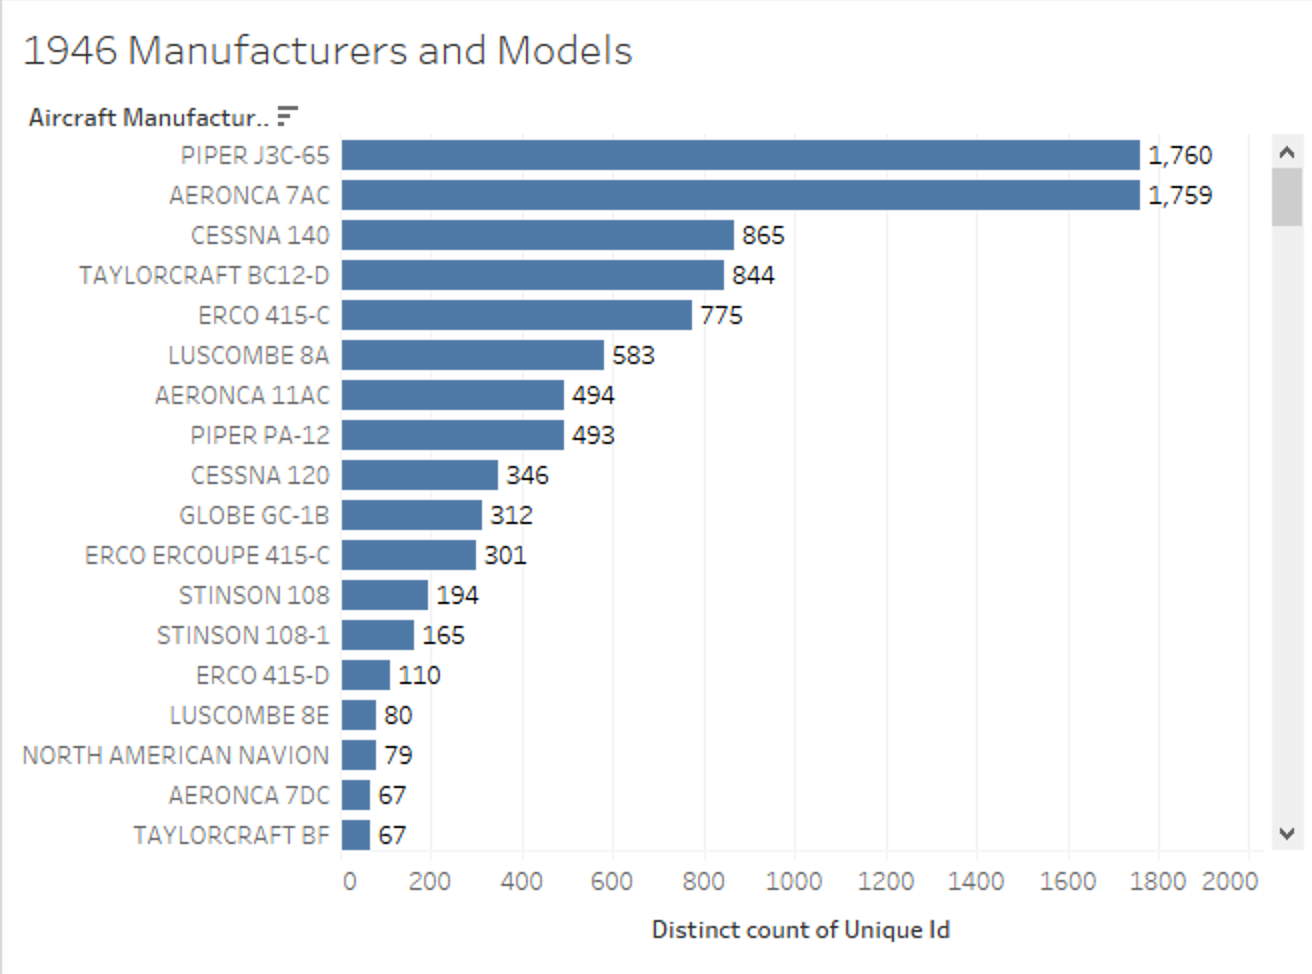 1946 Manufacturers and Models
Aircraft Manufactur..
PIPER J3C-65 1,760
AERONCA 7AC 1,759
CESSNA 140 865
TAYLORCRAFT BC12-D 844
ERCO 415-C 775
LUSCOMBE 8A 583
AERONCA 11AC 494
PIPER PA-12 493
CESSNA 120 346
GLOBE GC-1B 312
ERCO ERCOUPE 415-C 301
STINSON 108 194
STINSON 108-1 165
ERCO 415-D 110
LUSCOMBE 8E 80
NORTH AMERICAN NAVION 79
AERONCA 7DC 67
TAYLORCRAFT BF 67
0 200 400 600 800 1000 1200 1400 1600 1800 2000
Distinct count of Unique Id